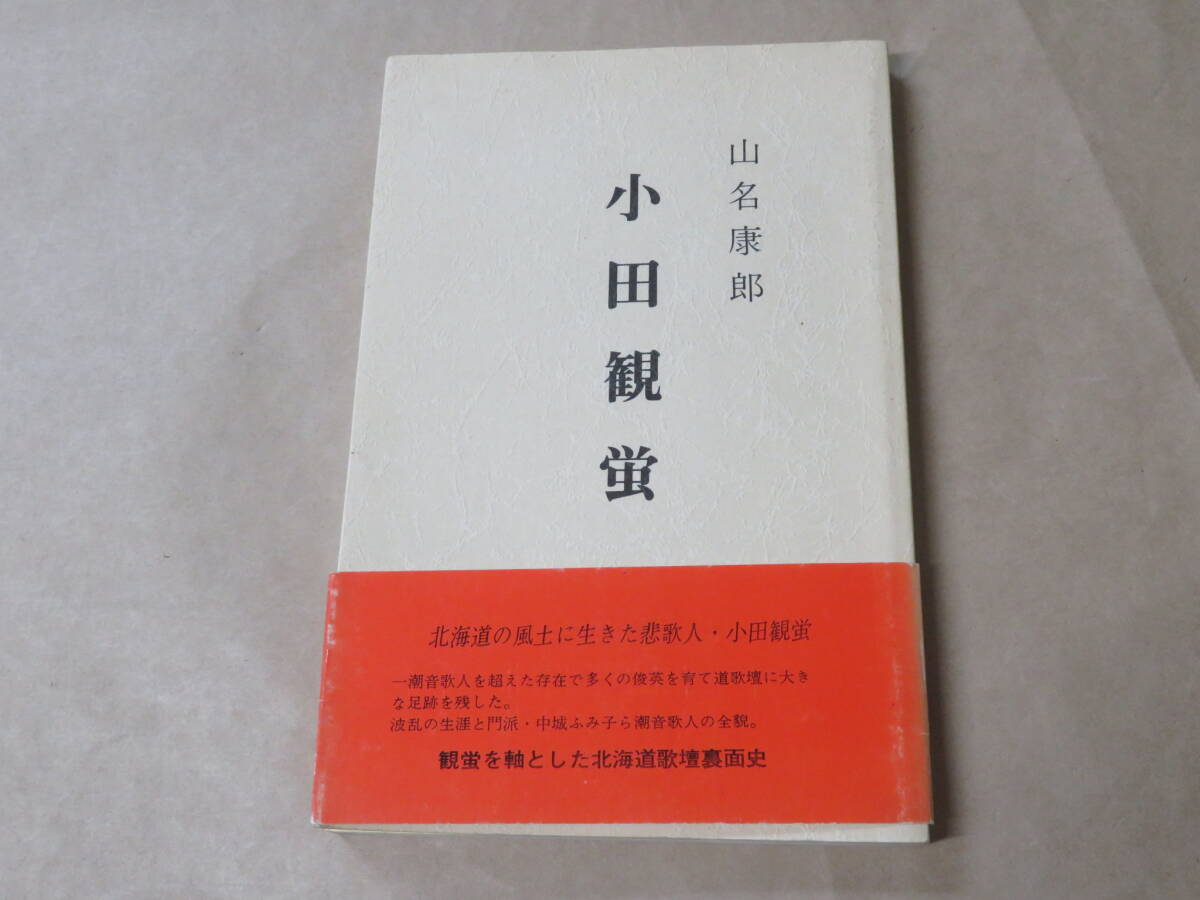 山名康郎
小田観蛍
北海道の風土に生きた悲歌人・小田観蛍
一潮音歌人を超えた存在で多くの俊英を育て道歌壇に大き
な足跡を残した。
波乱の生涯と門派・中城ふみ子ら潮音歌人の全貌。
観蛍を軸とした北海道歌壇裏面史